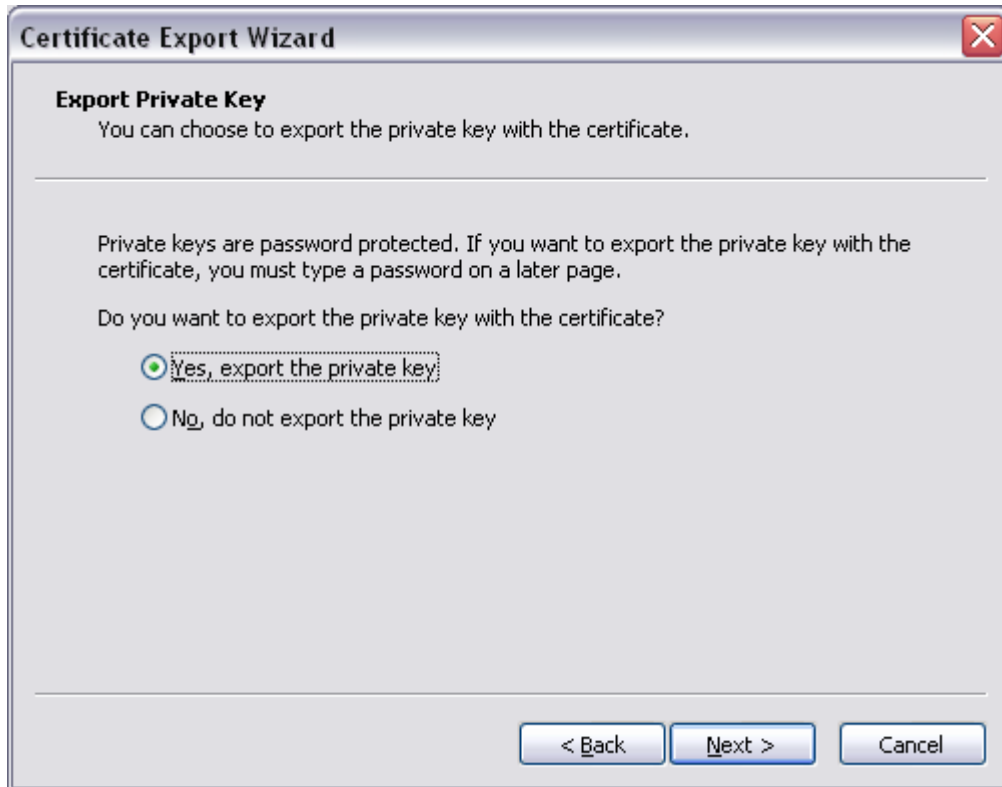 Certificate Export Wizard
Export Private Key
You can choose to export the private key with the certificate.
Private keys are password protected. If you want to export the private key with the
certificate, you must type a password on a later page.
Do you want to export the private key with the certificate?
Yes, export the private key
No, do not export the private key
< Back
Next >
Cancel